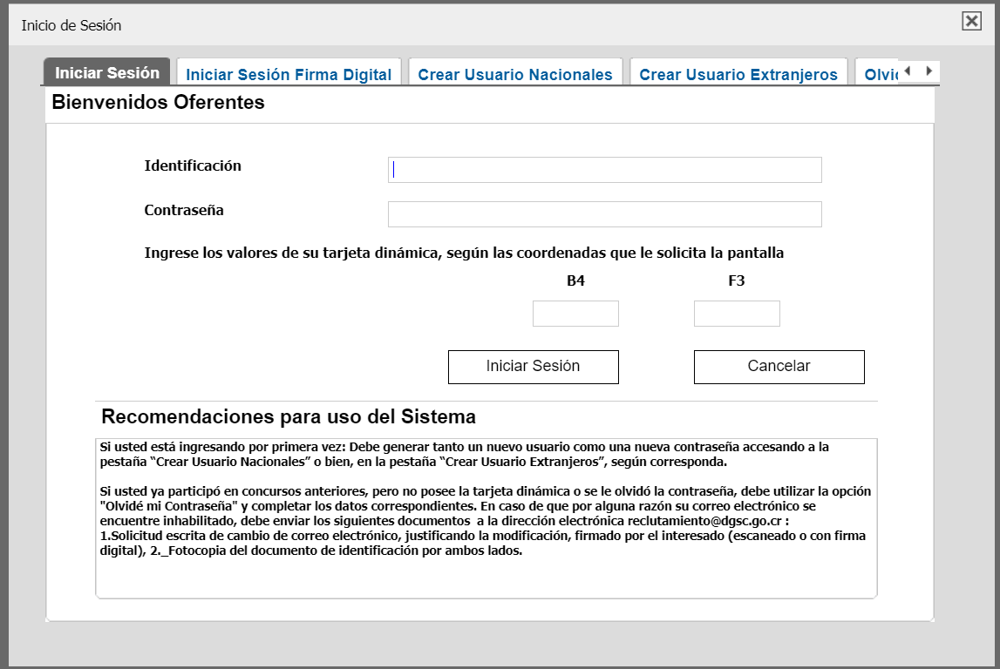 Inicio de Sesión
Iniciar Sesión
Iniciar Sesión Firma Digital
Crear Usuario Nacionales
Crear Usuario Extranjeros
Bienvenidos Oferentes
Identificación
Contraseña
Ingrese los valores de su tarjeta dinámica, según las coordenadas que le solicita la pantalla
B4 F3
Iniciar Sesión Cancelar
Recomendaciones para uso del Sistema
Si usted está ingresando por primera vez: Debe generar tanto un nuevo usuario como una nueva contraseña accesando a la
pestaña “Crear Usuario Nacionales” o bien, en la pestaña “Crear Usuario Extranjeros”, según corresponda.
Si usted ya participó en concursos anteriores, pero no posee la tarjeta dinámica o se le olvidó la contraseña, debe utilizar la opción
"Olvidé mi Contraseña" y completar los datos correspondientes. En caso de que por alguna razón su correo electrónico se
encuentre inhabilitado, debe enviar los siguientes documentos a la dirección electrónica reclutamiento@dgsc.go.cr :
1.Solicitud escrita de cambio de correo electrónico, justificando la modificación, firmado por el interesado (escaneado o con firma
digital), 2._Fotocopia del documento de identificación por ambos lados.